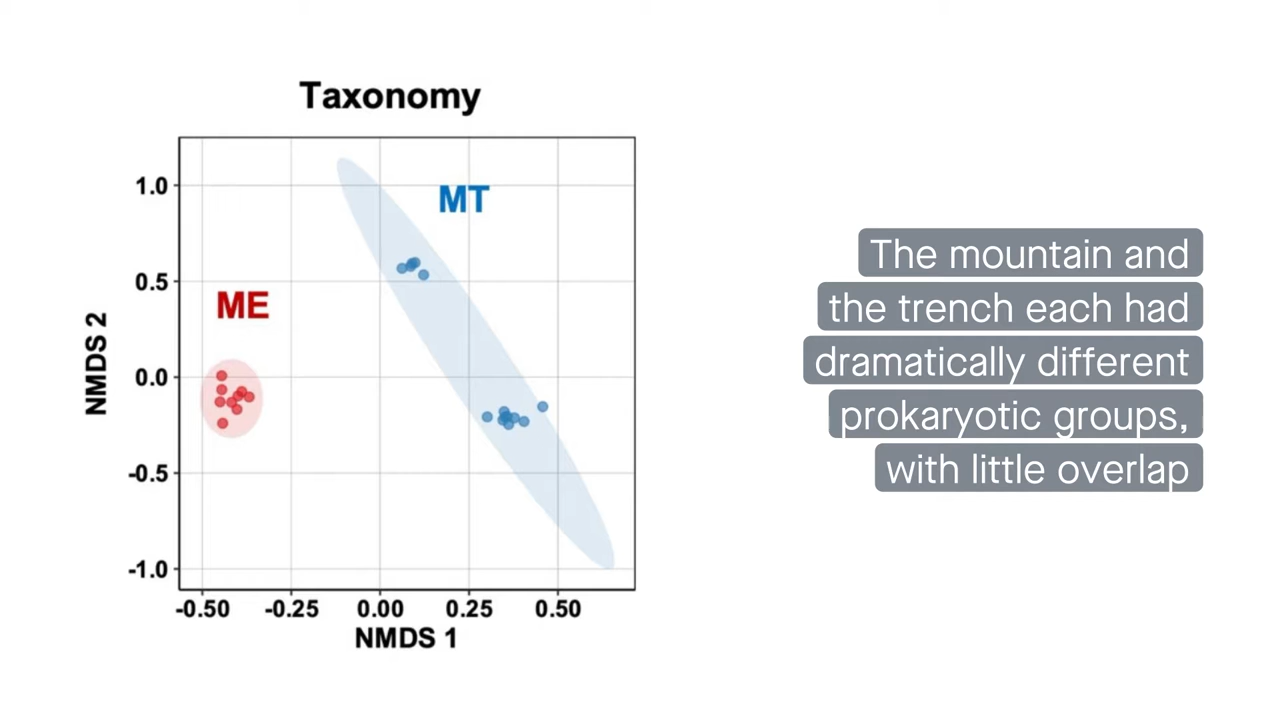 Taxonomy
MT
ME
NMDS 2
1.0
0.5
0.0
-0.5
-1.0
-0.50 -0.25 0.00 0.25 0.50
NMDS 1
The mountain and
the trench each had
dramatically different
prokaryotic groups,
with little overlap